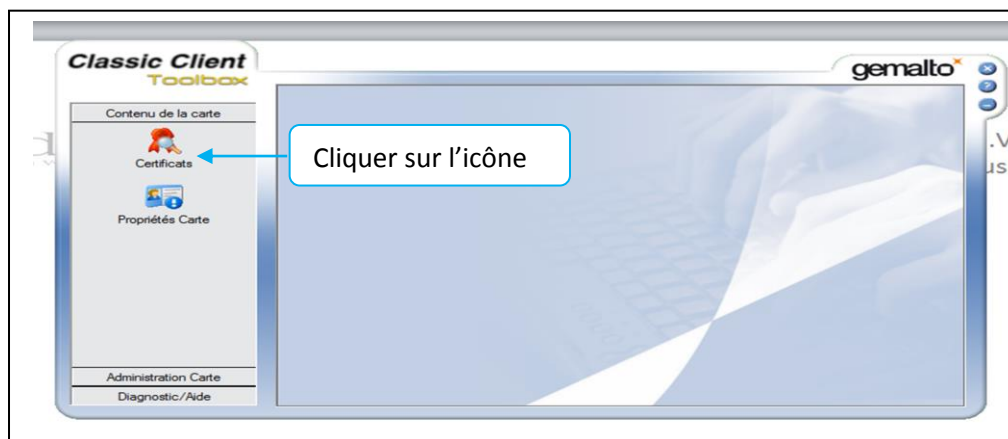 Classic Client
Toolbox
gemalto
Contenu de la carte
Certificats
Cliquer sur l’icône
Propriétés Carte
Administration Carte
Diagnostic/Aide